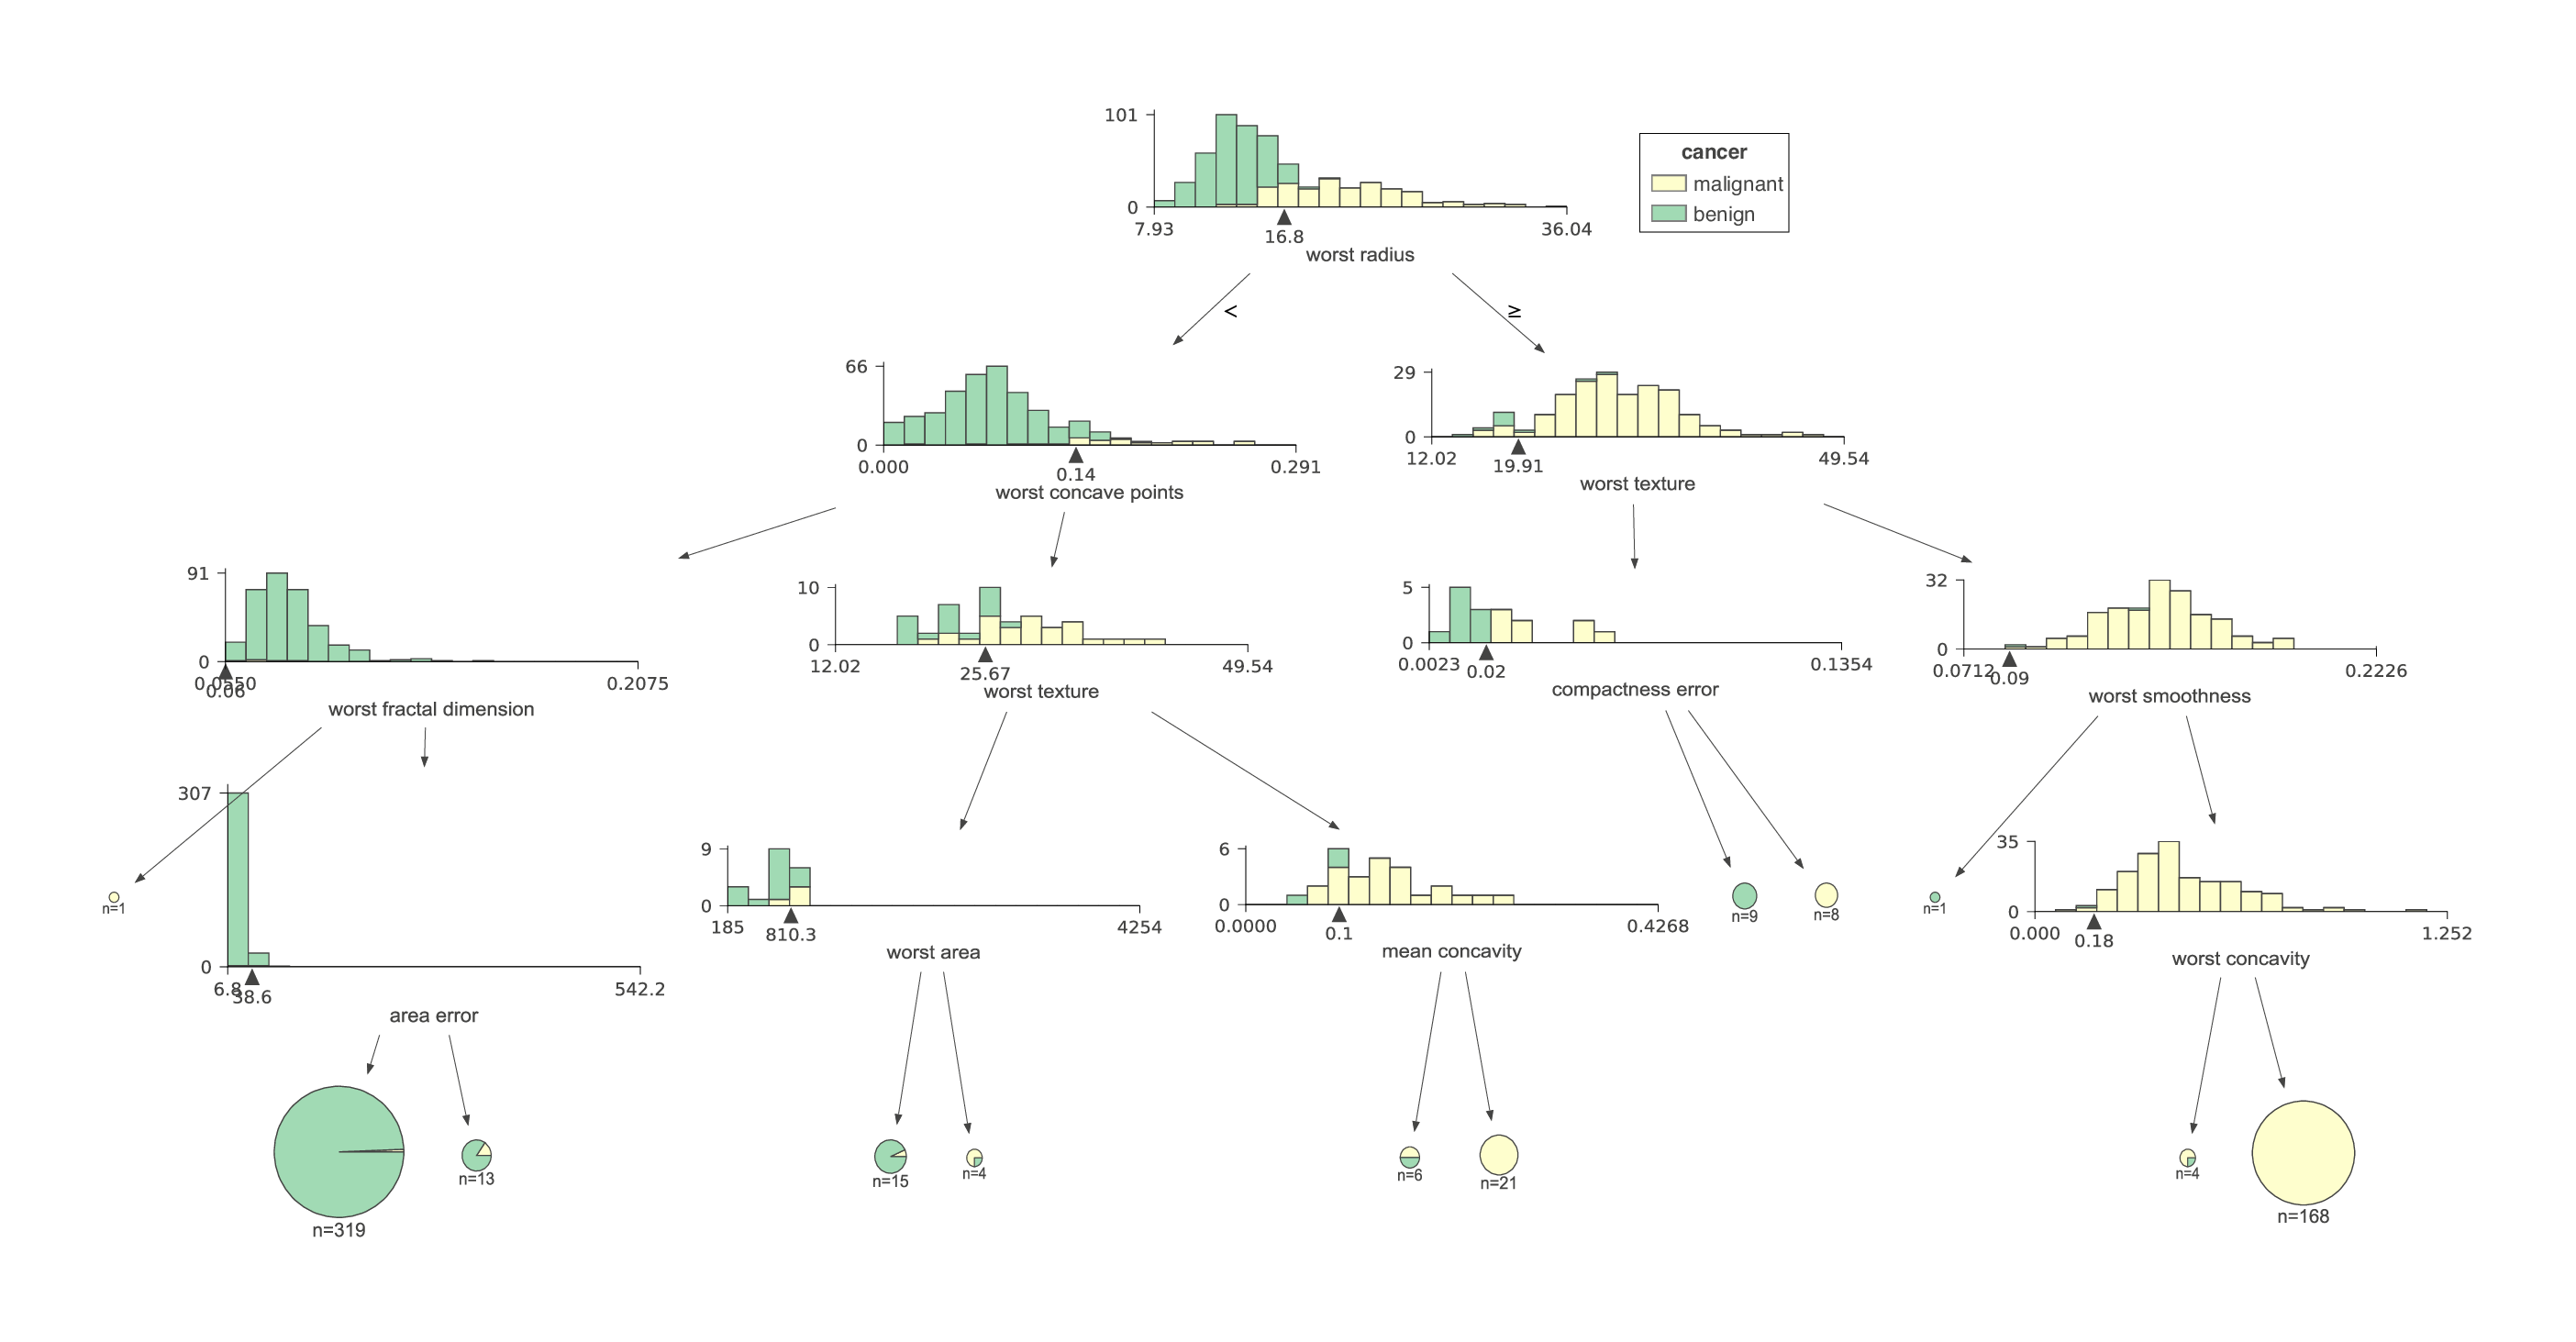 101
0
7.93
16.8
36.04
worst radius
cancer
malignant
benign
<
≥
66
0
0.000
0.14
0.291
worst concave points
29
0
12.02
19.91
49.54
worst texture
91
0
0.0550
0.06
0.2075
worst fractal dimension
10
0
12.02
25.67
49.54
worst texture
5
0
0.0023
0.02
0.1354
compactness error
32
0
0.0712
0.09
0.2226
worst smoothness
n=1
307
0
6.8
38.6
542.2
area error
9
0
185
810.3
4254
worst area
6
0
0.0000
0.1
0.4268
mean concavity
n=9
n=8
n=1
35
0
0.000
0.18
1.252
worst concavity
n=319
n=13
n=15
n=4
n=6
n=21
n=4
n=168